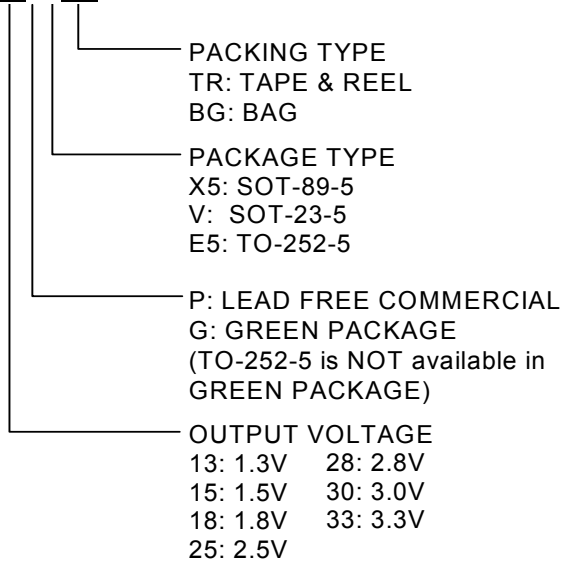 PACKING TYPE
TR: TAPE & REEL
BG: BAG
PACKAGE TYPE
X5: SOT-89-5
V: SOT-23-5
E5: TO-252-5
P: LEAD FREE COMMERCIAL
G: GREEN PACKAGE
(TO-252-5 is NOT available in
GREEN PACKAGE)
OUTPUT VOLTAGE
13: 1.3V 28: 2.8V
15: 1.5V 30: 3.0V
18: 1.8V 33: 3.3V
25: 2.5V